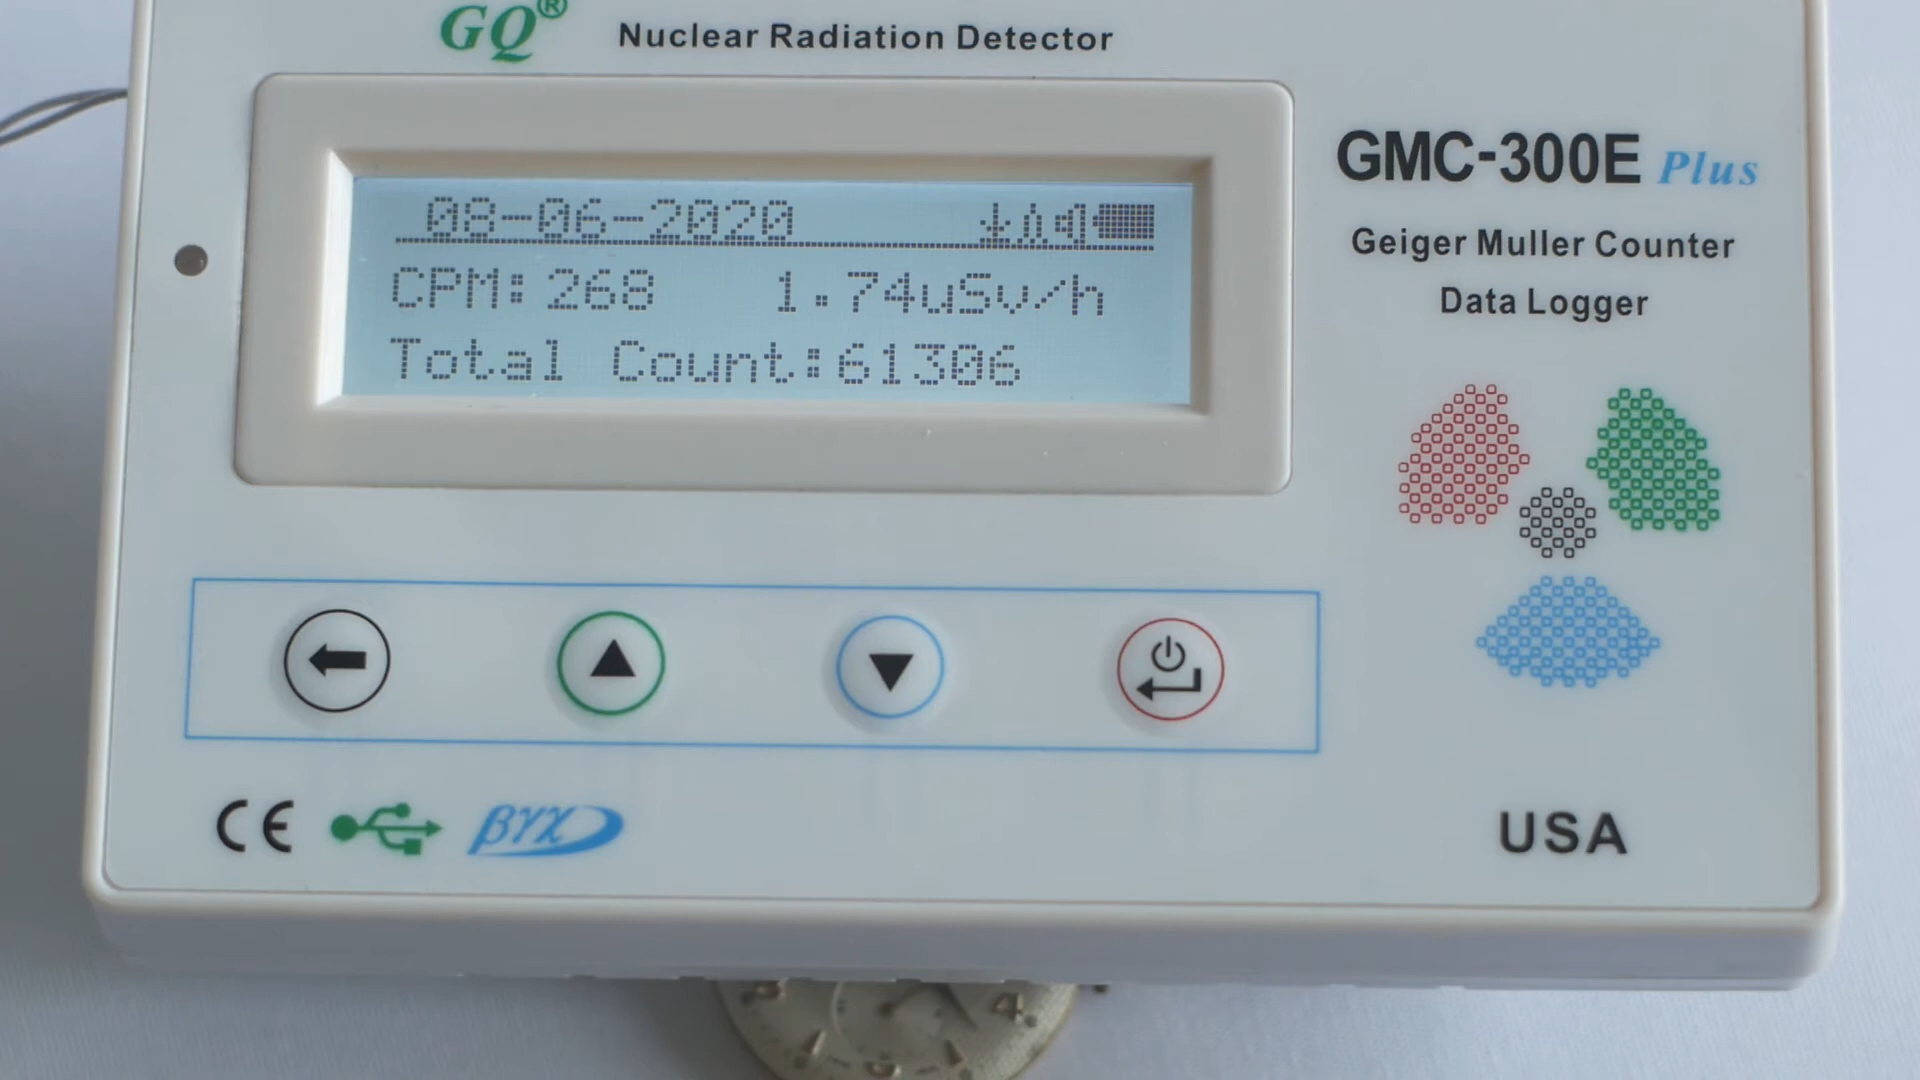 GQ® Nuclear Radiation Detector
08-06-2020
CPM:268 1.74uSv/h
Total Count:61306
GMC-300E Plus
Geiger Muller Counter
Data Logger
CE βγχ
USA